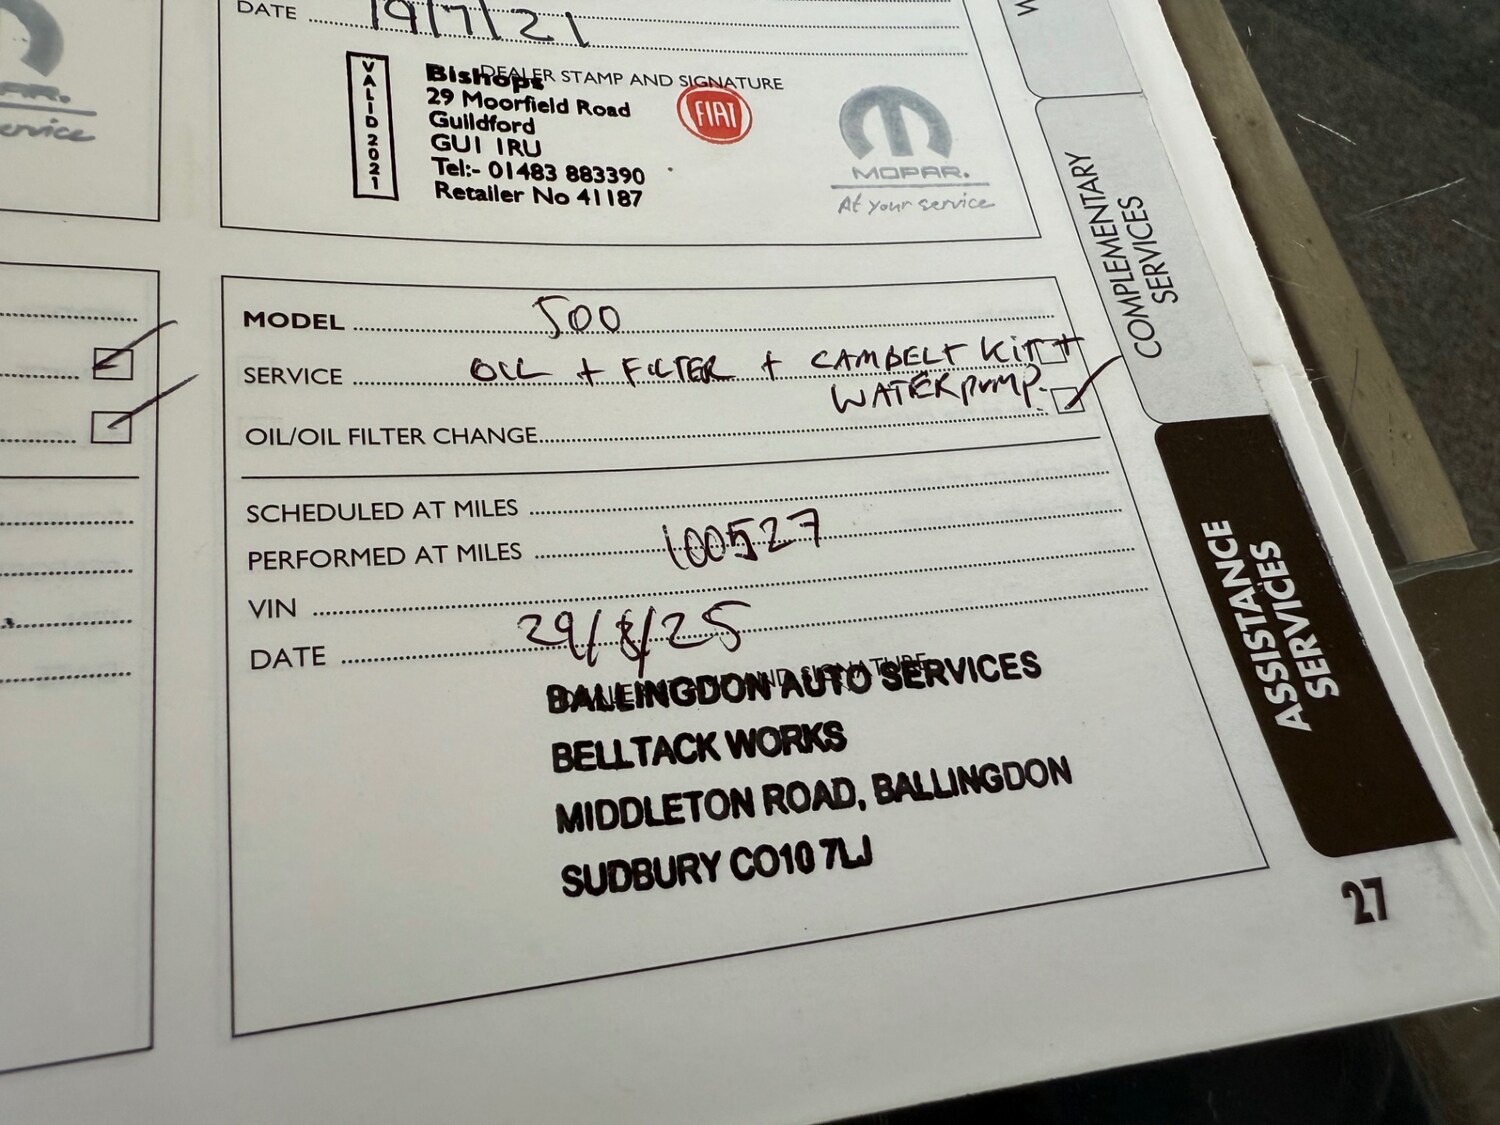 DATE 19/7/21
DEALER STAMP AND SIGNATURE
VALID 2021
Bishops
29 Moorfield Road
Guildford
GU1 1RU
Tel:- 01483 883390
Retailer No 41187
FIAT
MOPAR.
At your service
MODEL 500
SERVICE OIL + FILTER + CAMBELT KIT +
WATERPUMP.
OIL/OIL FILTER CHANGE
SCHEDULED AT MILES
PERFORMED AT MILES 100527
VIN
DATE 29/8/25
AND SIGNATURE
BALLINGDON AUTO SERVICES
BELLTACK WORKS
MIDDLETON ROAD, BALLINGDON
SUDBURY CO10 7LJ
COMPLEMENTARY
SERVICES
ASSISTANCE
SERVICES
27